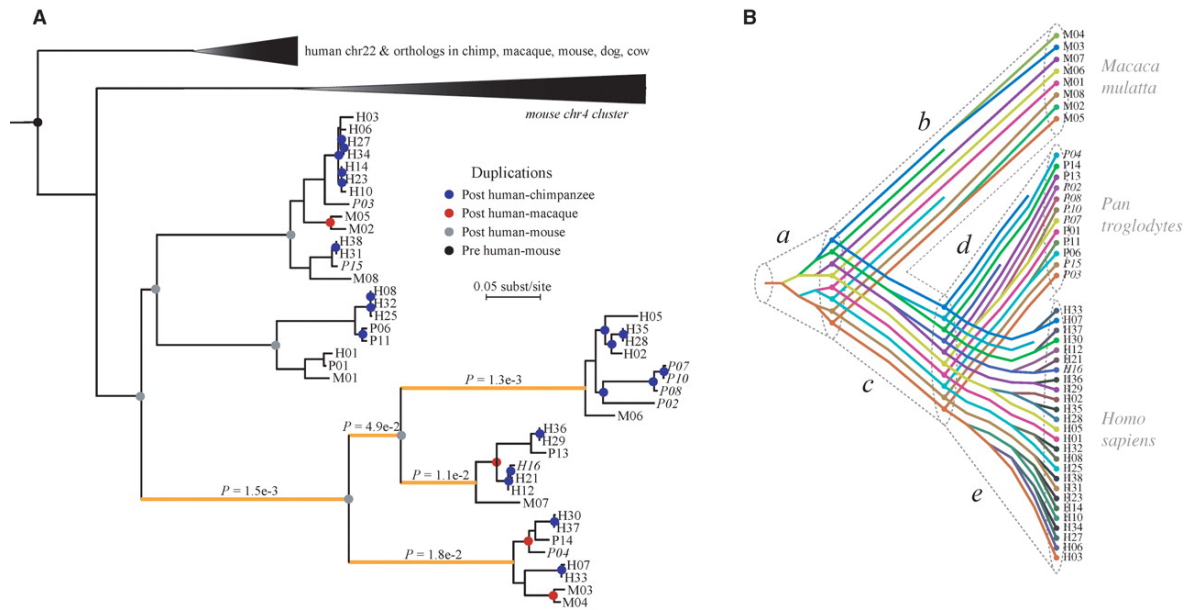 A
human chr22 & orthologs in chimp, macaque, mouse, dog, cow
mouse chr4 cluster
H03
H06
H27
H34
H14
H23
H10
P03
M05
M02
H38
H31
P15
M08
H08
H32
H25
P06
P11
H01
P01
M01
Duplications
Post human-chimpanzee
Post human-macaque
Post human-mouse
Pre human-mouse
0.05 subst/site
H05
H35
H28
H02
P07
P10
P08
P02
M06
P = 1.3e-3
P = 4.9e-2
H36
H29
P13
H16
H21
H12
M07
P = 1.1e-2
P = 1.5e-3
H30
H37
P14
P04
H07
H33
M03
M04
P = 1.8e-2
B
a
b
c
d
e
M04
M03
M07
M06
M01
M08
M02
M05
Macaca
mulatta
P04
P14
P13
P02
P08
P10
P07
P01
P11
P06
P15
P03
Pan
troglodytes
H33
H07
H37
H30
H12
H21
H16
H36
H29
H02
H35
H28
H05
H01
H32
H08
H25
H38
H31
H23
H14
H10
H34
H27
H06
H03
Homo
sapiens